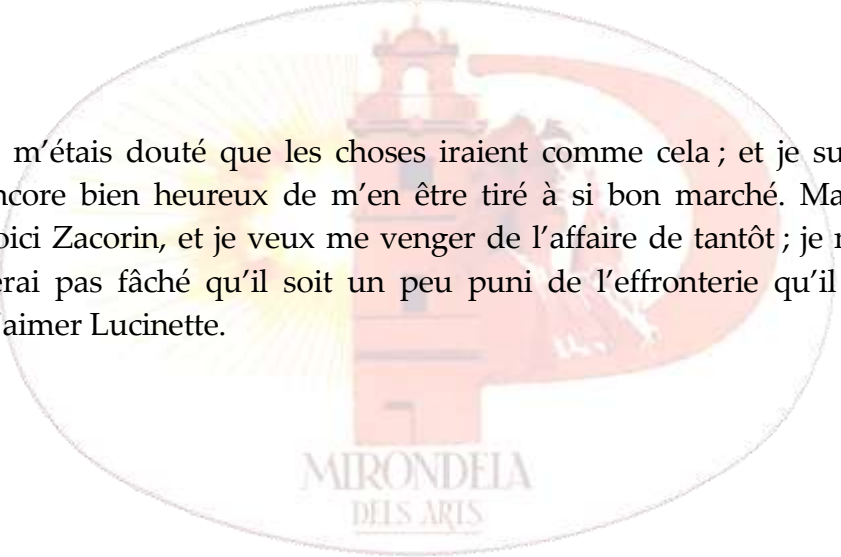 m'étais douté que les choses iraient comme cela ; et je su
ncore bien heureux de m'en être tiré à si bon marché. Ma
oici Zacorin, et je veux me venger de l'affaire de tantôt ; je n
erai pas fâché qu'il soit un peu puni de l'effronterie qu'il
'aimer Lucinette.
MIRONDELA
DELS ARTS